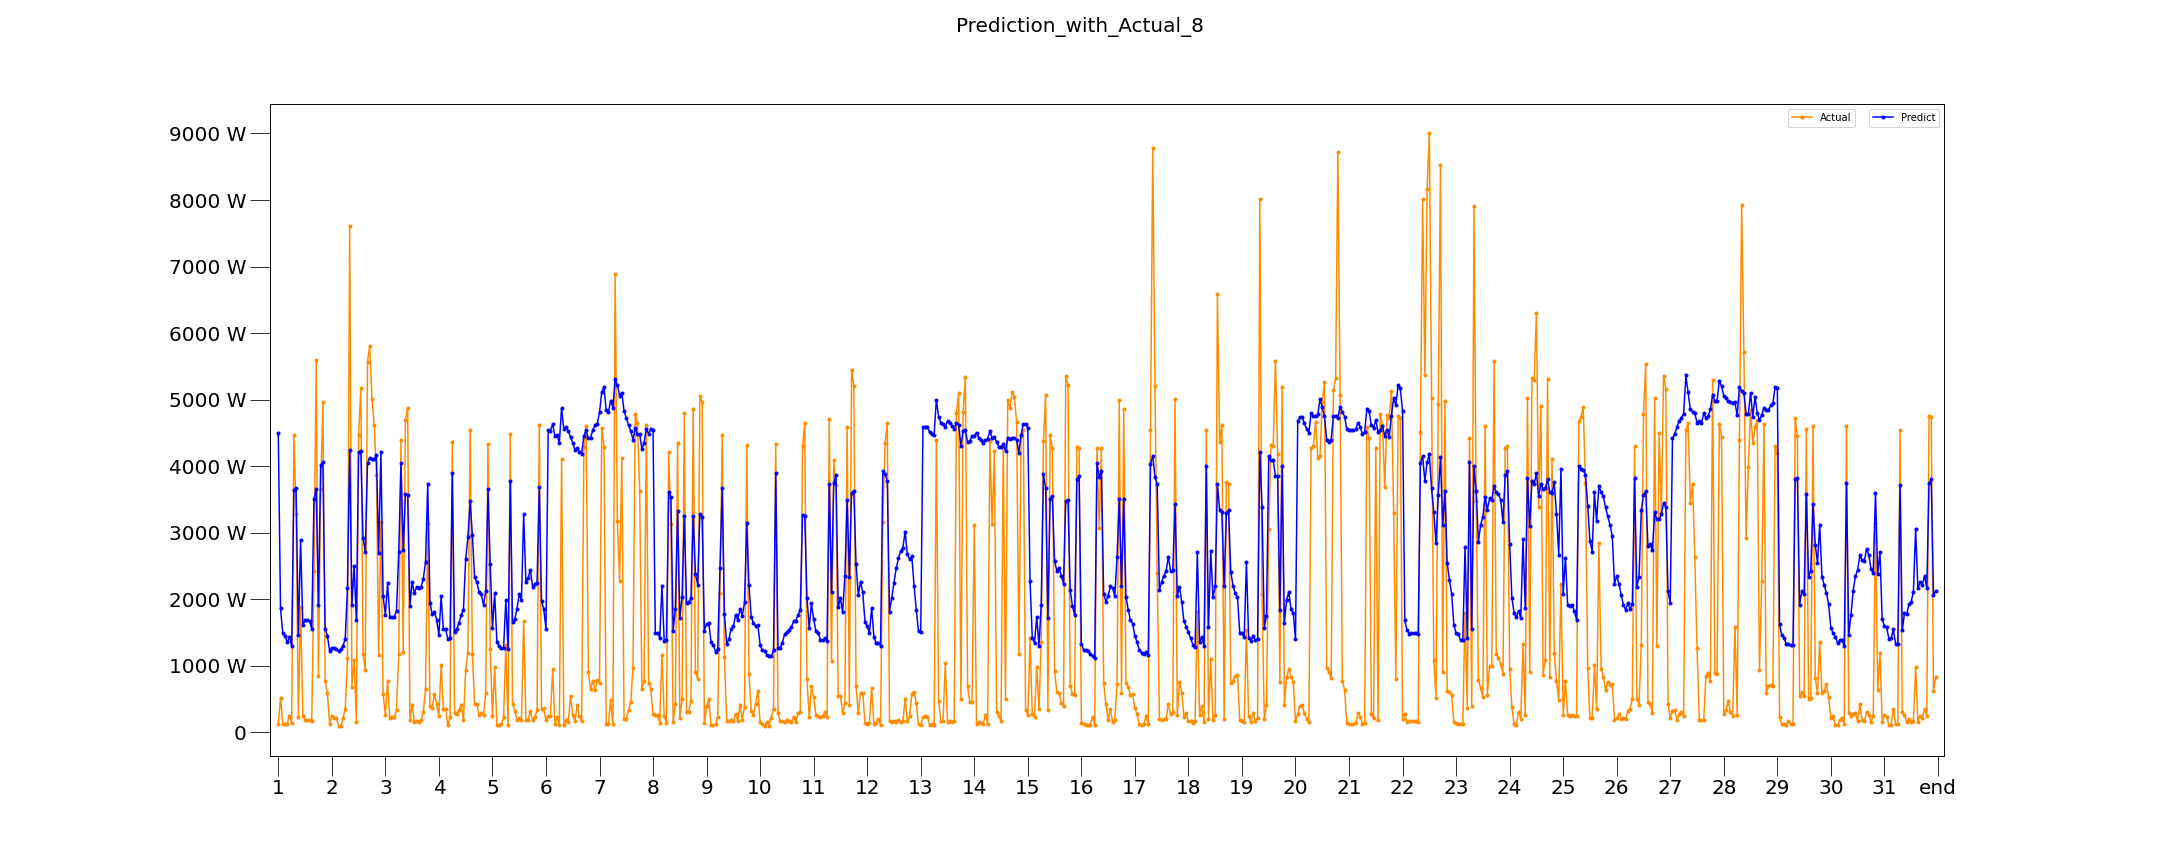 Prediction_with_Actual_8
Actual Predict
9000 W
8000 W
7000 W
6000 W
5000 W
4000 W
3000 W
2000 W
1000 W
0
1 2 3 4 5 6 7 8 9 10 11 12 13 14 15 16 17 18 19 20 21 22 23 24 25 26 27 28 29 30 31 end